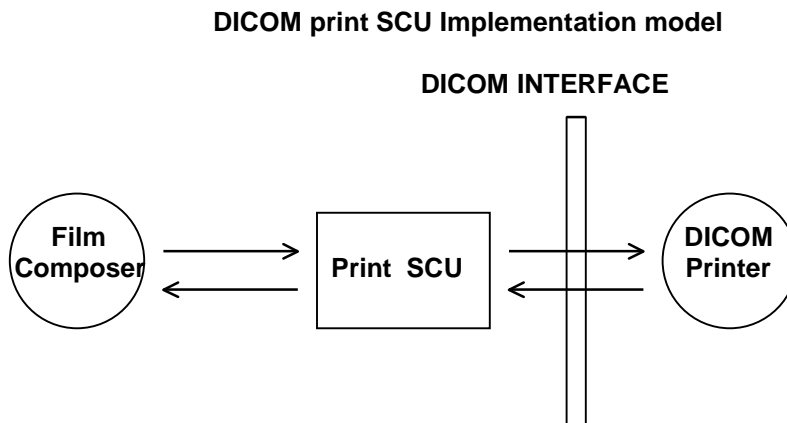 DICOM print SCU Implementation model
DICOM INTERFACE
Film
Composer
Print SCU
DICOM
Printer